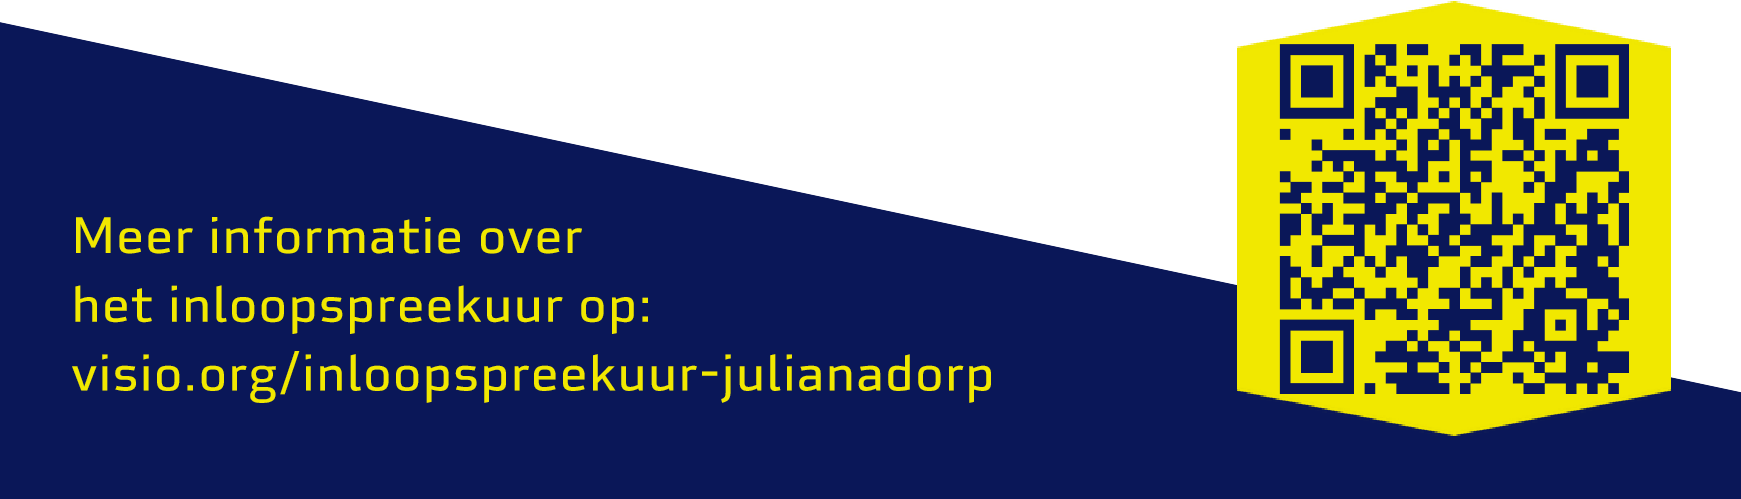 Meer informatie over
het inloopspreekuur op:
visio.org/inloopspreekuur-julianadorp